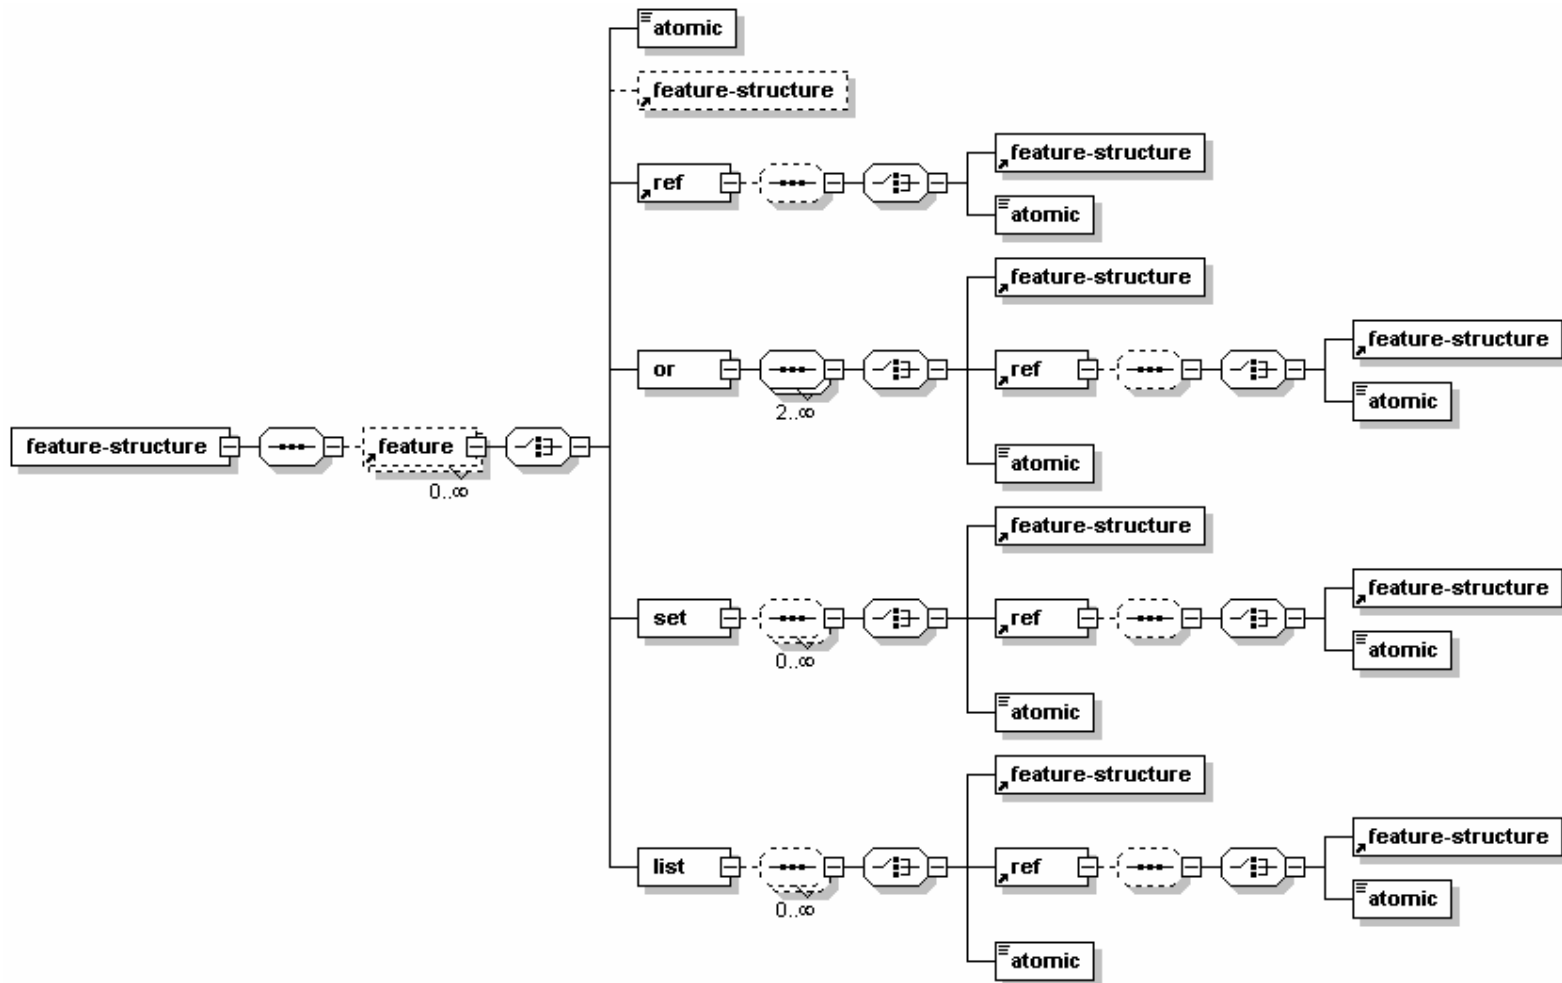 atomic
feature-structure
feature-structure
ref
atomic
feature-structure
feature-structure
or
ref
2..∞
atomic
feature-structure
feature
atomic
0..∞
feature-structure
feature-structure
set
ref
0..∞
atomic
atomic
feature-structure
feature-structure
list
ref
0..∞
atomic
atomic